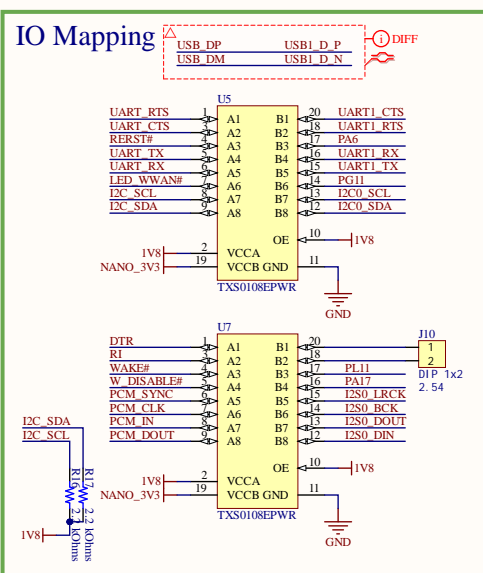 IO Mapping
USB_DP USB1_D_P
USB_DM USB1_D_N
i DIFF
U5
UART_RTS 1 A1 B1 20 UART1_CTS
UART_CTS 3 A2 B2 18 UART1_RTS
RERST# 4 A3 B3 17 PA6
UART_TX 5 A4 B4 16 UART1_RX
UART_RX 6 A5 B5 15 UART1_TX
LED_WWAN# 7 A6 B6 14 PG11
I2C_SCL 8 A7 B7 13 I2C0_SCL
I2C_SDA 9 A8 B8 12 I2C0_SDA
OE 10 1V8
1V8 2 VCCA
NANO_3V3 19 VCCB GND 11
TXS0108EPWR
GND
U7
DTR 1 A1 B1 20
RI 3 A2 B2 18
WAKE# 4 A3 B3 17 PL11
W_DISABLE# 5 A4 B4 16 PA17
PCM_SYNC 6 A5 B5 15 I2S0_LRCK
PCM_CLK 7 A6 B6 14 I2S0_BCK
PCM_IN 8 A7 B7 13 I2S0_DOUT
PCM_DOUT 9 A8 B8 12 I2S0_DIN
OE 10 1V8
1V8 2 VCCA
NANO_3V3 19 VCCB GND 11
TXS0108EPWR
GND
J10
1
2
DIP 1x2
2.54
I2C_SDA
I2C_SCL
R17
2.2 kOhms
R16
2.2 kOhms
1V8